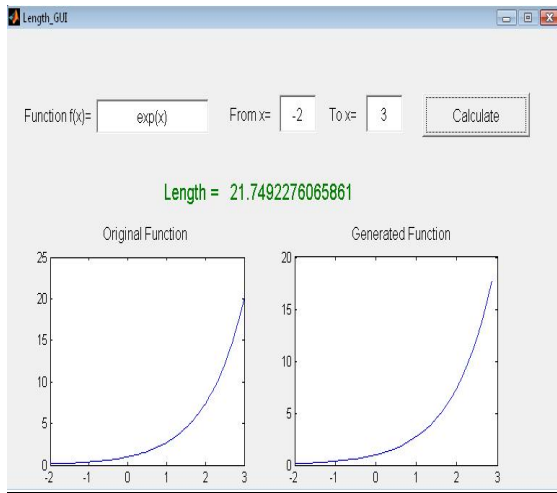 Length_GUI
Function f(x)= exp(x) From x= -2 To x= 3 Calculate
Length = 21.7492276065861
Original Function Generated Function
25 20
20 15
15 10
10 5
5 0
0
-2 -1 0 1 2 3 -2 -1 0 1 2 3